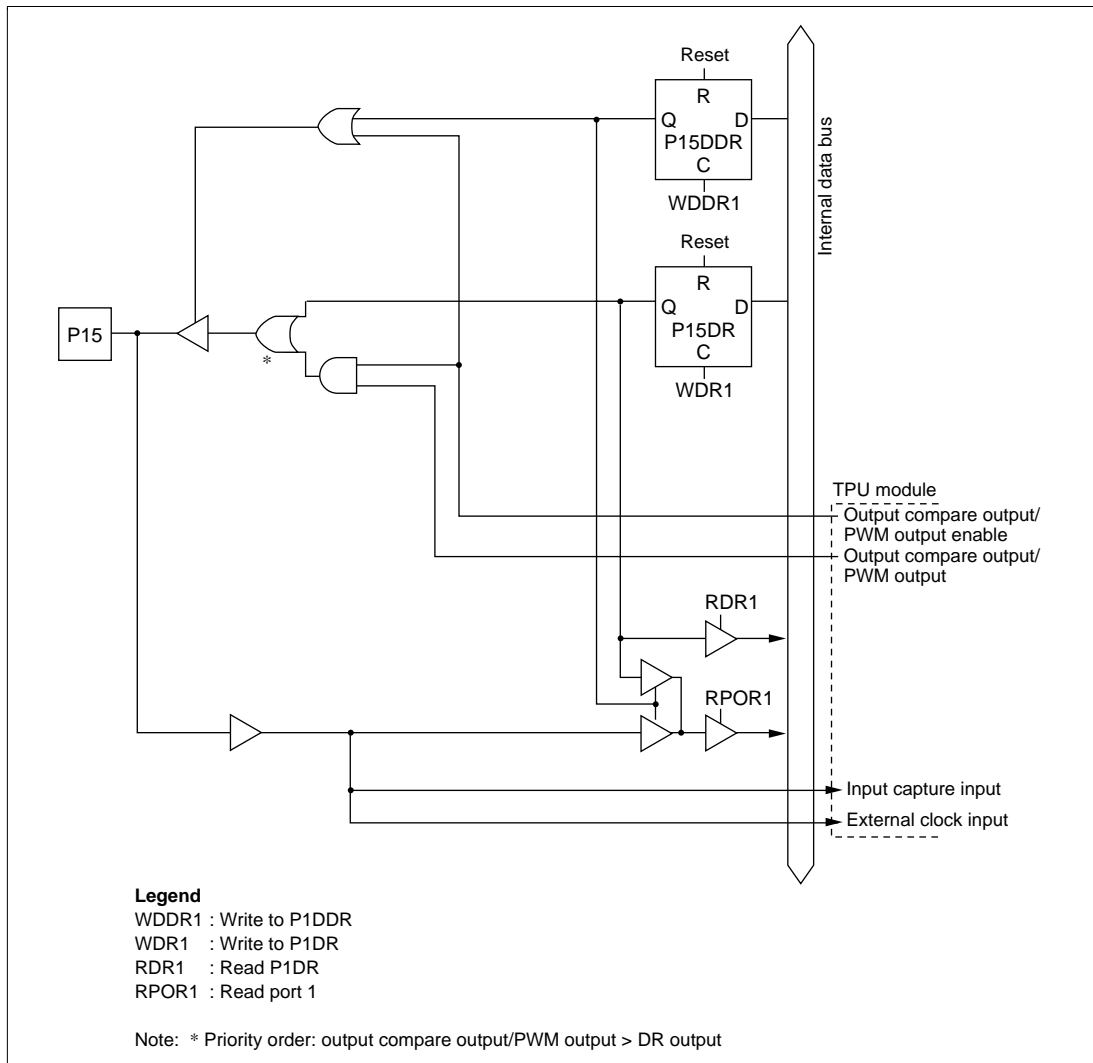 Reset
R
Q D
P15DDR
C
WDDR1
Internal data bus
Reset
R
Q D
P15DR
C
WDR1
P15
*
TPU module
Output compare output/
PWM output enable
Output compare output/
PWM output
RDR1
RPOR1
Input capture input
External clock input
Legend
WDDR1 : Write to P1DDR
WDR1 : Write to P1DR
RDR1 : Read P1DR
RPOR1 : Read port 1
Note: * Priority order: output compare output/PWM output > DR output